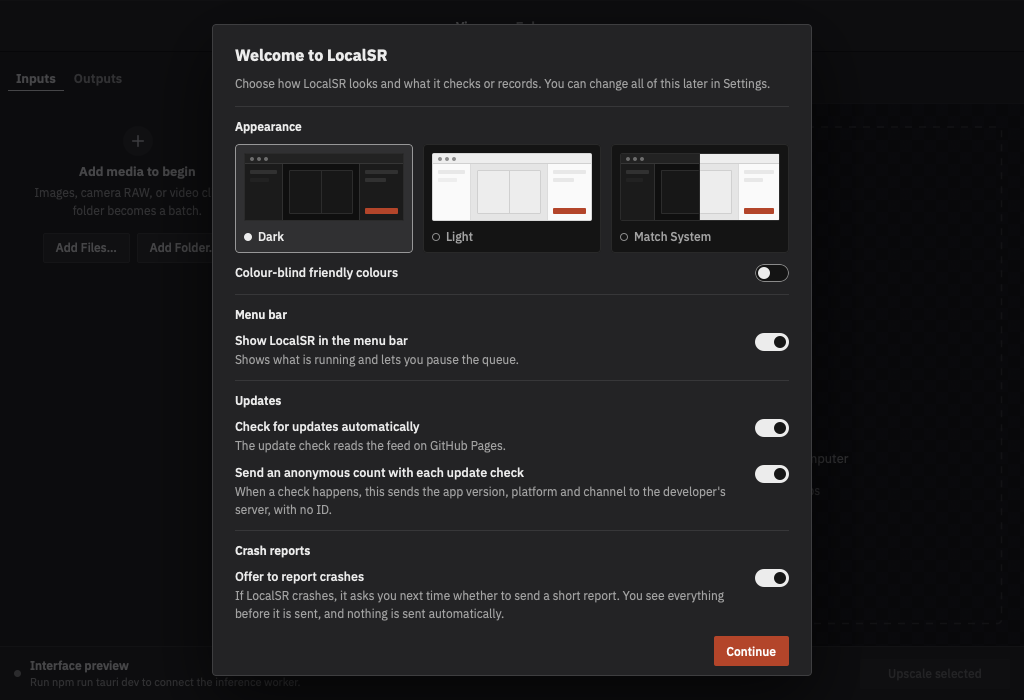 Welcome to LocalSR
Choose how LocalSR looks and what it checks or records. You can change all of this later in Settings.
Inputs Outputs
Appearance
Add media to begin
Images, camera RAW, or video
folder becomes a batch.
Add Files... Add Folder...
Dark
Light
Match System
Colour-blind friendly colours
Menu bar
Show LocalSR in the menu bar
Shows what is running and lets you pause the queue.
Updates
Check for updates automatically
The update check reads the feed on GitHub Pages.
Send an anonymous count with each update check
When a check happens, this sends the app version, platform and channel to the developer's
server, with no ID.
Crash reports
Offer to report crashes
If LocalSR crashes, it asks you next time whether to send a short report. You see everything
before it is sent, and nothing is sent automatically.
Continue
Interface preview
Run npm run tauri dev to connect the inference worker.
Upscale selected